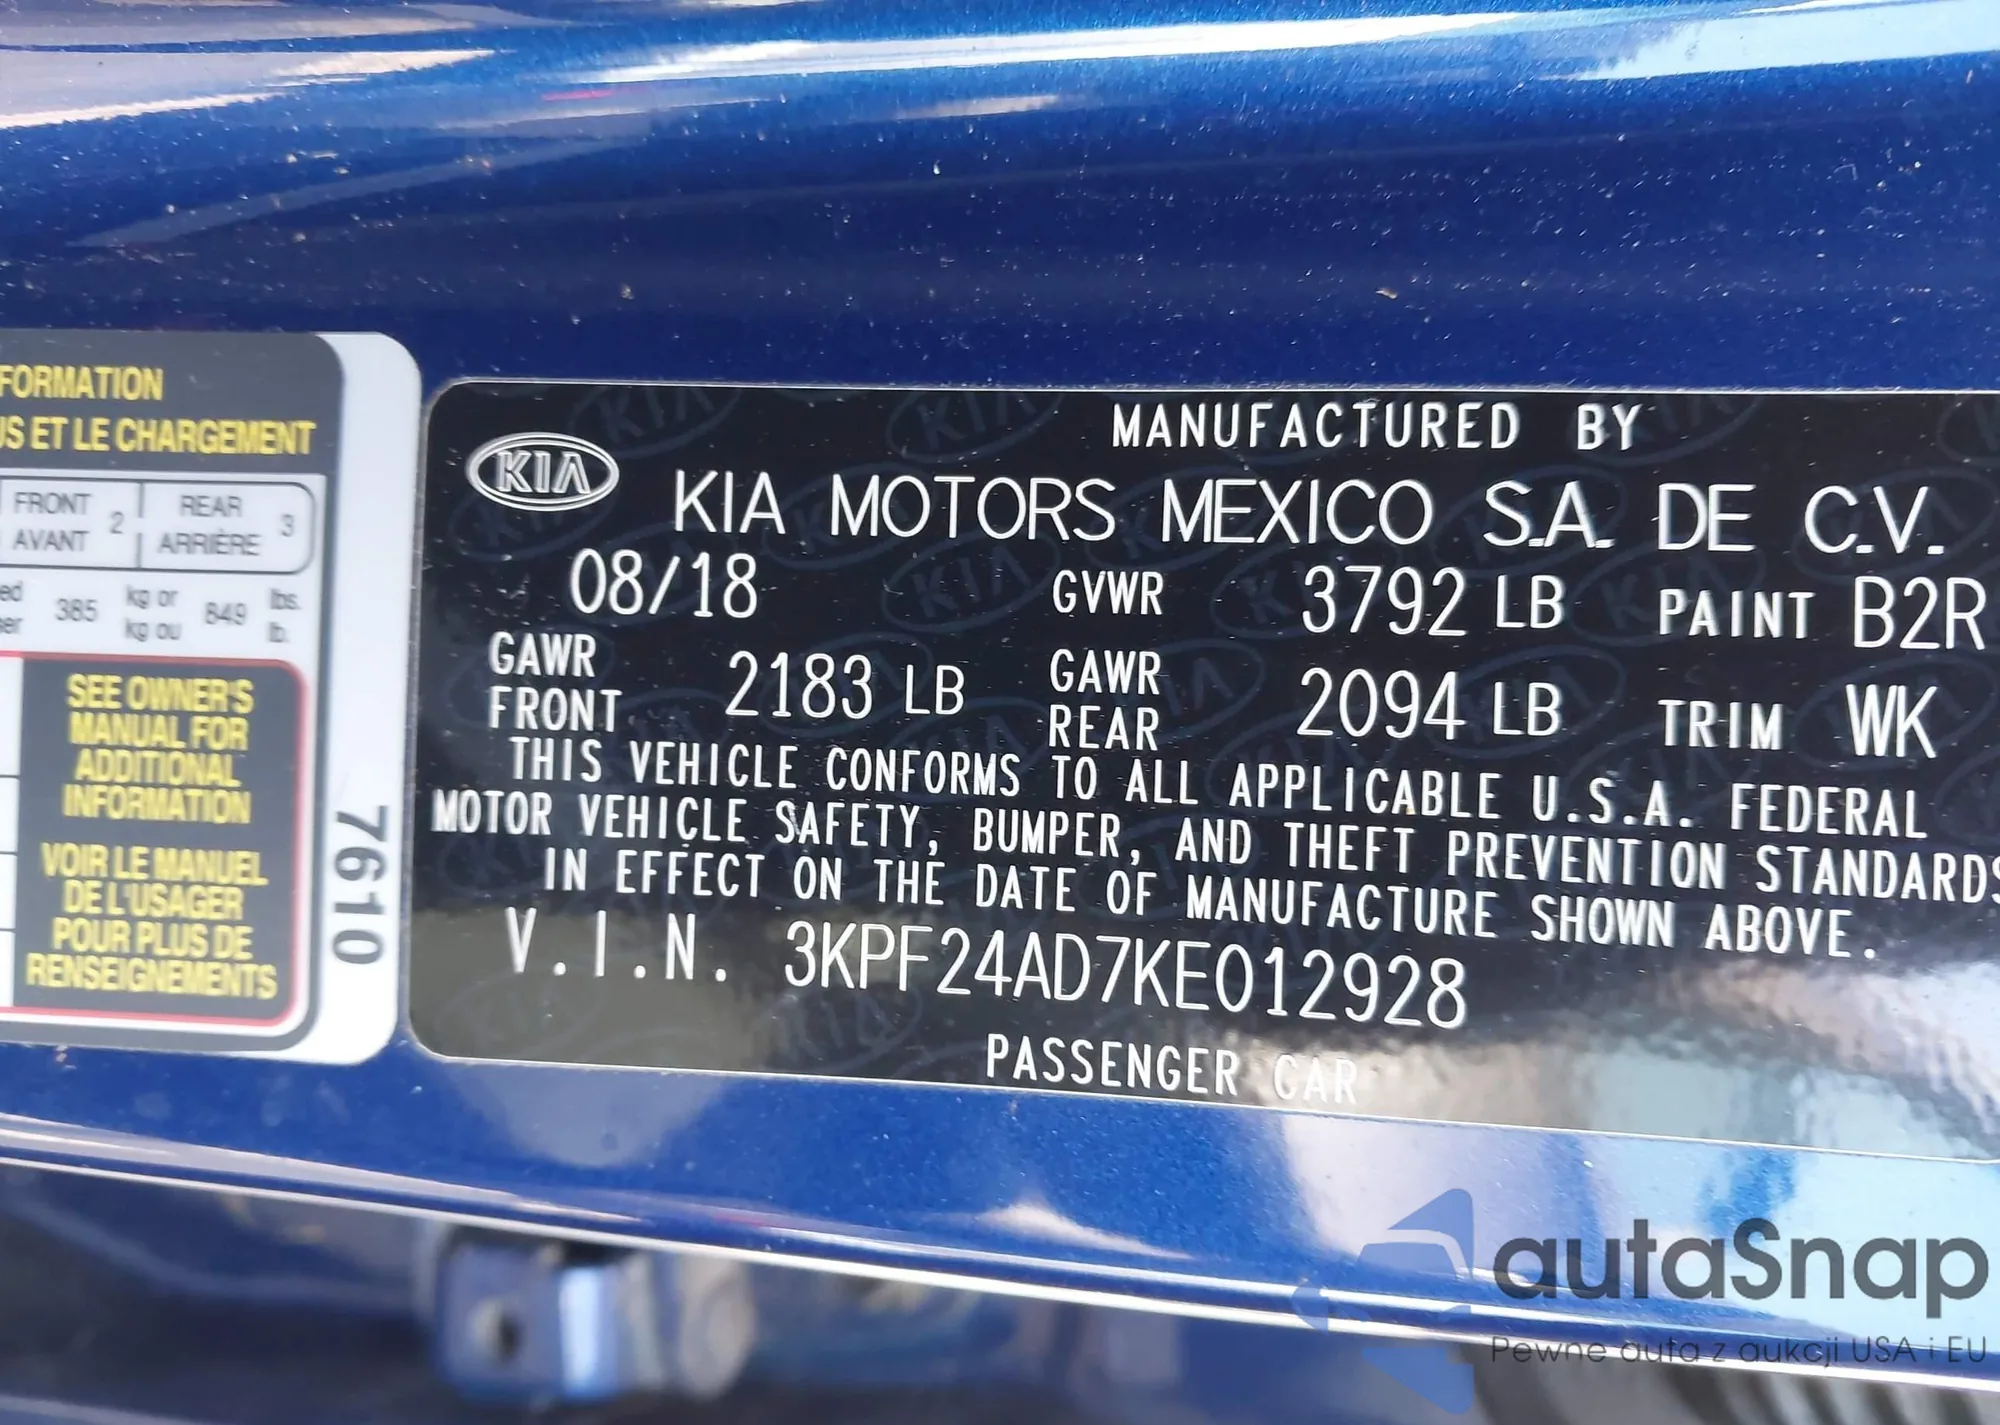 FORMATION
US ET LE CHARGEMENT
FRONT 2 REAR 3
AVANT ARRIÈRE
385 kg or 849 lbs.
kg ou lb.
SEE OWNER'S
MANUAL FOR
ADDITIONAL
INFORMATION
VOIR LE MANUEL
DE L'USAGER
POUR PLUS DE
RENSEIGNEMENTS
7610
MANUFACTURED BY
KIA KIA MOTORS MEXICO S.A. DE C.V.
08/18 GVWR 3792 LB PAINT B2R
GAWR FRONT 2183 LB GAWR REAR 2094 LB TRIM WK
THIS VEHICLE CONFORMS TO ALL APPLICABLE U.S.A. FEDERAL
MOTOR VEHICLE SAFETY, BUMPER, AND THEFT PREVENTION STANDARDS
IN EFFECT ON THE DATE OF MANUFACTURE SHOWN ABOVE.
V.I.N. 3KPF24AD7KE012928
PASSENGER CAR
autaSnap
Pewne auta z aukcji USA i EU